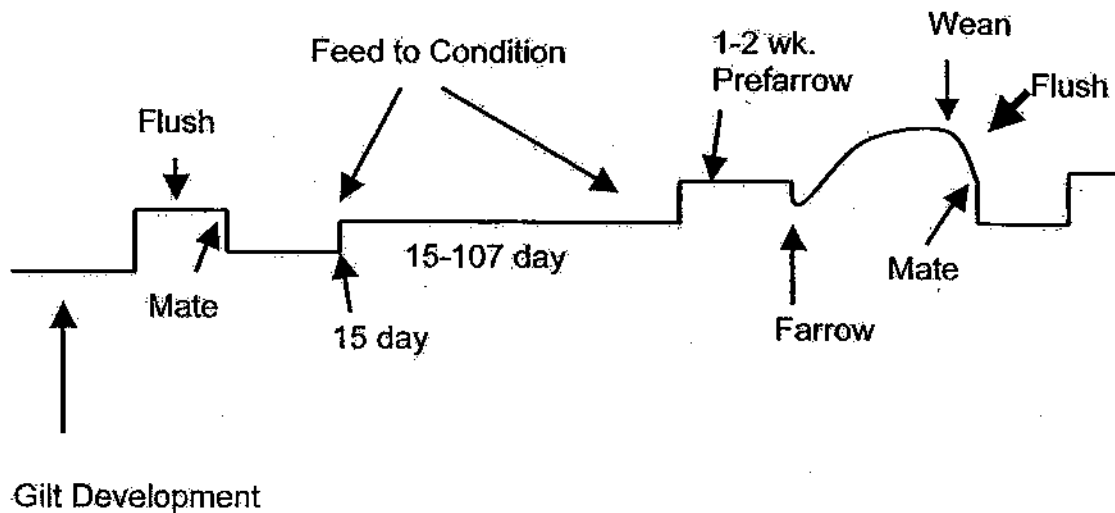 Wean
1-2 wk.
Prefarrow
Feed to Condition
Flush
Flush
15-107 day
Mate
Mate
15 day
Farrow
Gilt Development